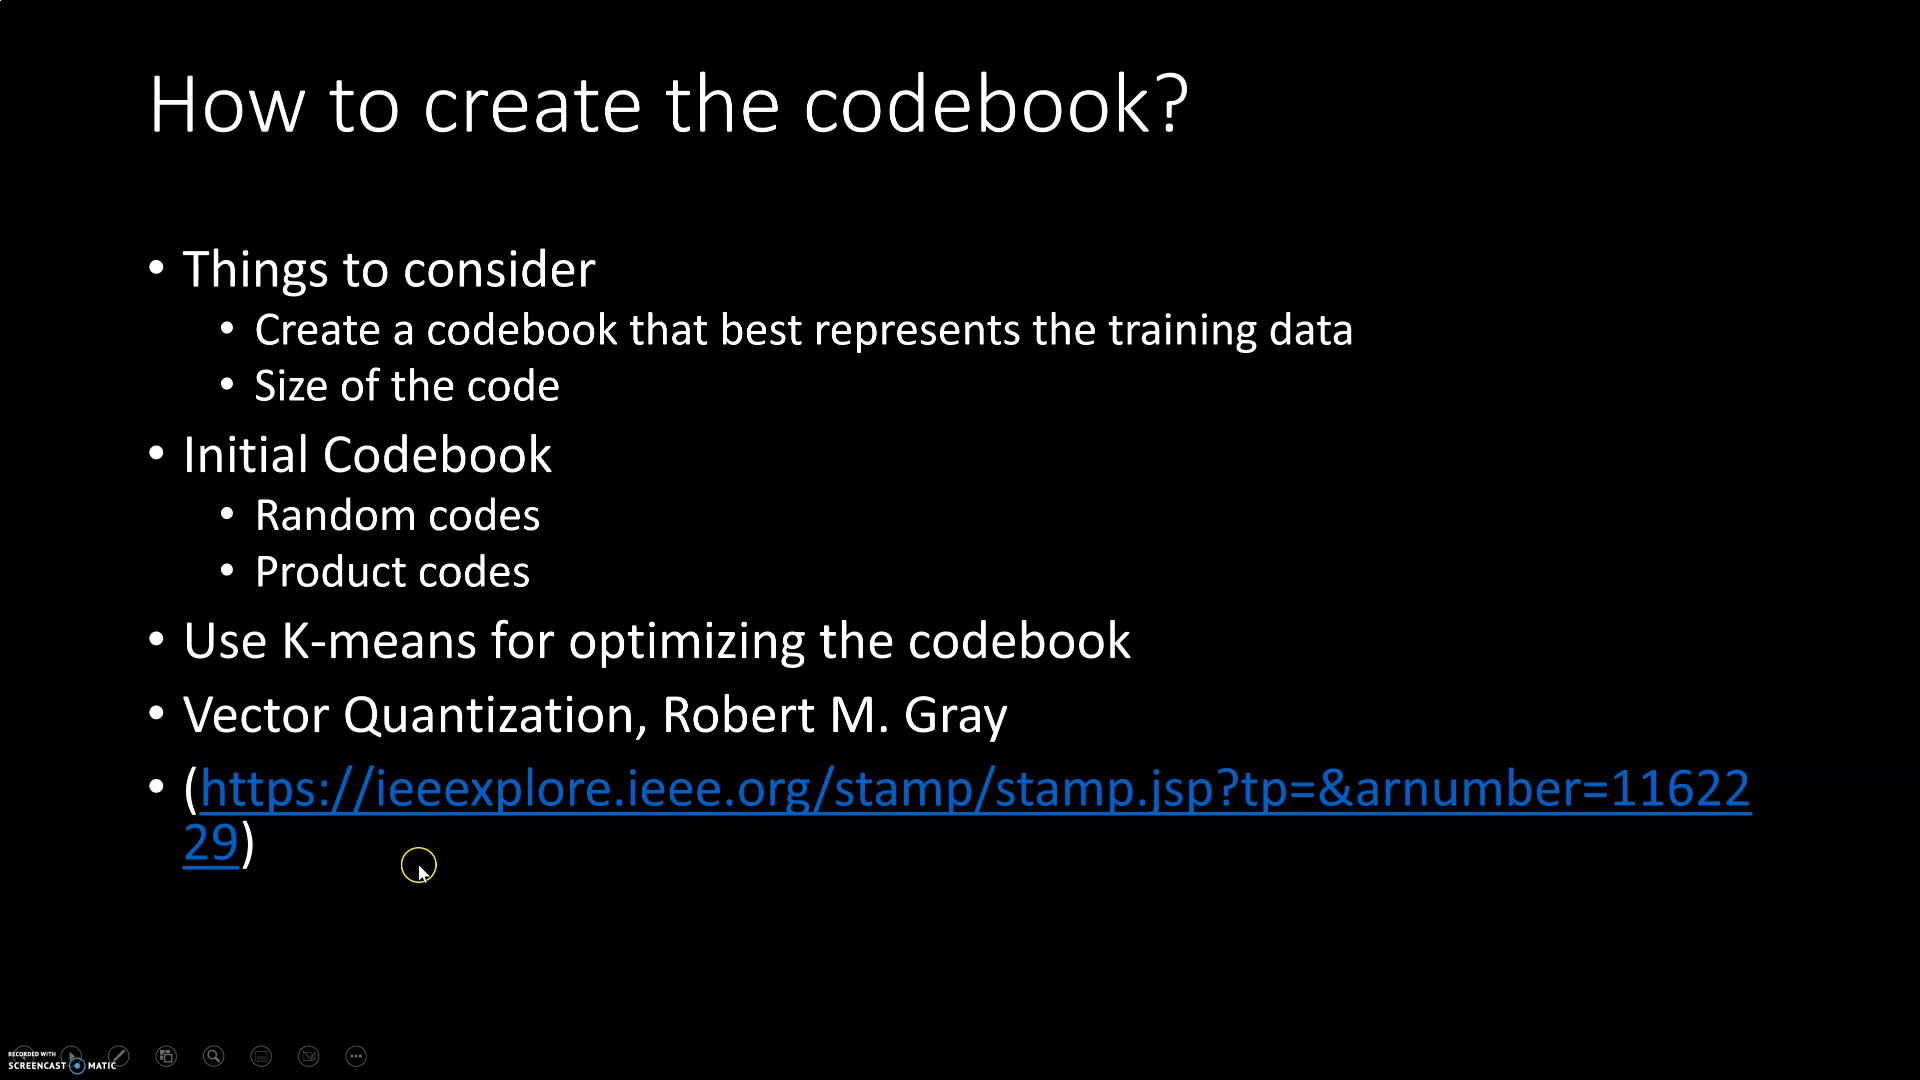 How to create the codebook?
• Things to consider
• Create a codebook that best represents the training data
• Size of the code
• Initial Codebook
• Random codes
• Product codes
• Use K-means for optimizing the codebook
• Vector Quantization, Robert M. Gray
• (https://ieeexplore.ieee.org/stamp/stamp.jsp?tp=&arnumber=11622
29)
RECORDED WITH
SCREENCAST MATIC